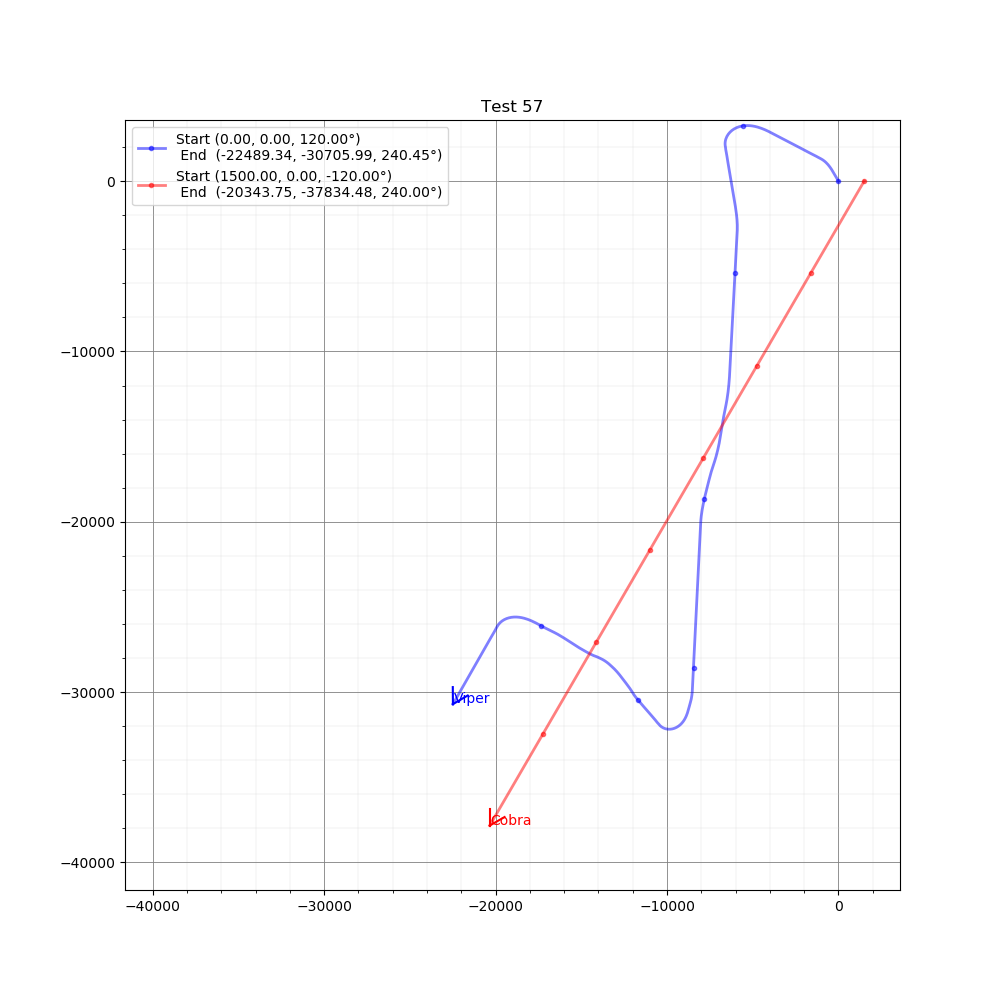 Test 57
Start (0.00, 0.00, 120.00°)
End (-22489.34, -30705.99, 240.45°)
Start (1500.00, 0.00, -120.00°)
End (-20343.75, -37834.48, 240.00°)
0
−10000
−20000
−30000
−40000
Viper
Cobra
−40000 −30000 −20000 −10000 0